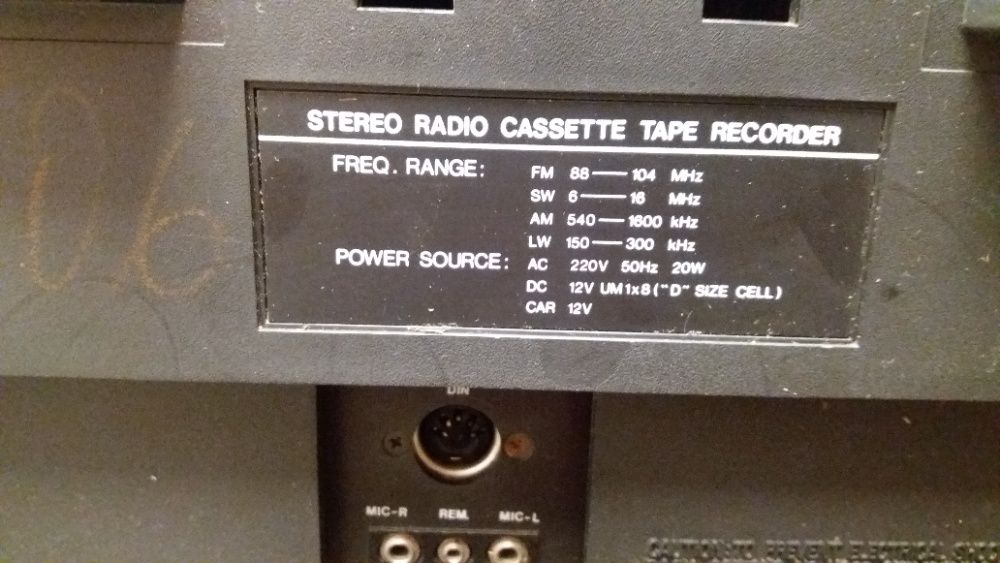 STEREO RADIO CASSETTE TAPE RECORDER
FREQ. RANGE: FM 88—104 MHz
SW 6—16 MHz
AM 540—1600 kHz
LW 150—300 kHz
POWER SOURCE: AC 220V 50Hz 20W
DC 12V UM1x8 ("D" SIZE CELL)
CAR 12V
DIN
MIC-R REM. MIC-L
CAUTION: TO PREVENT ELECTRICAL SHOC